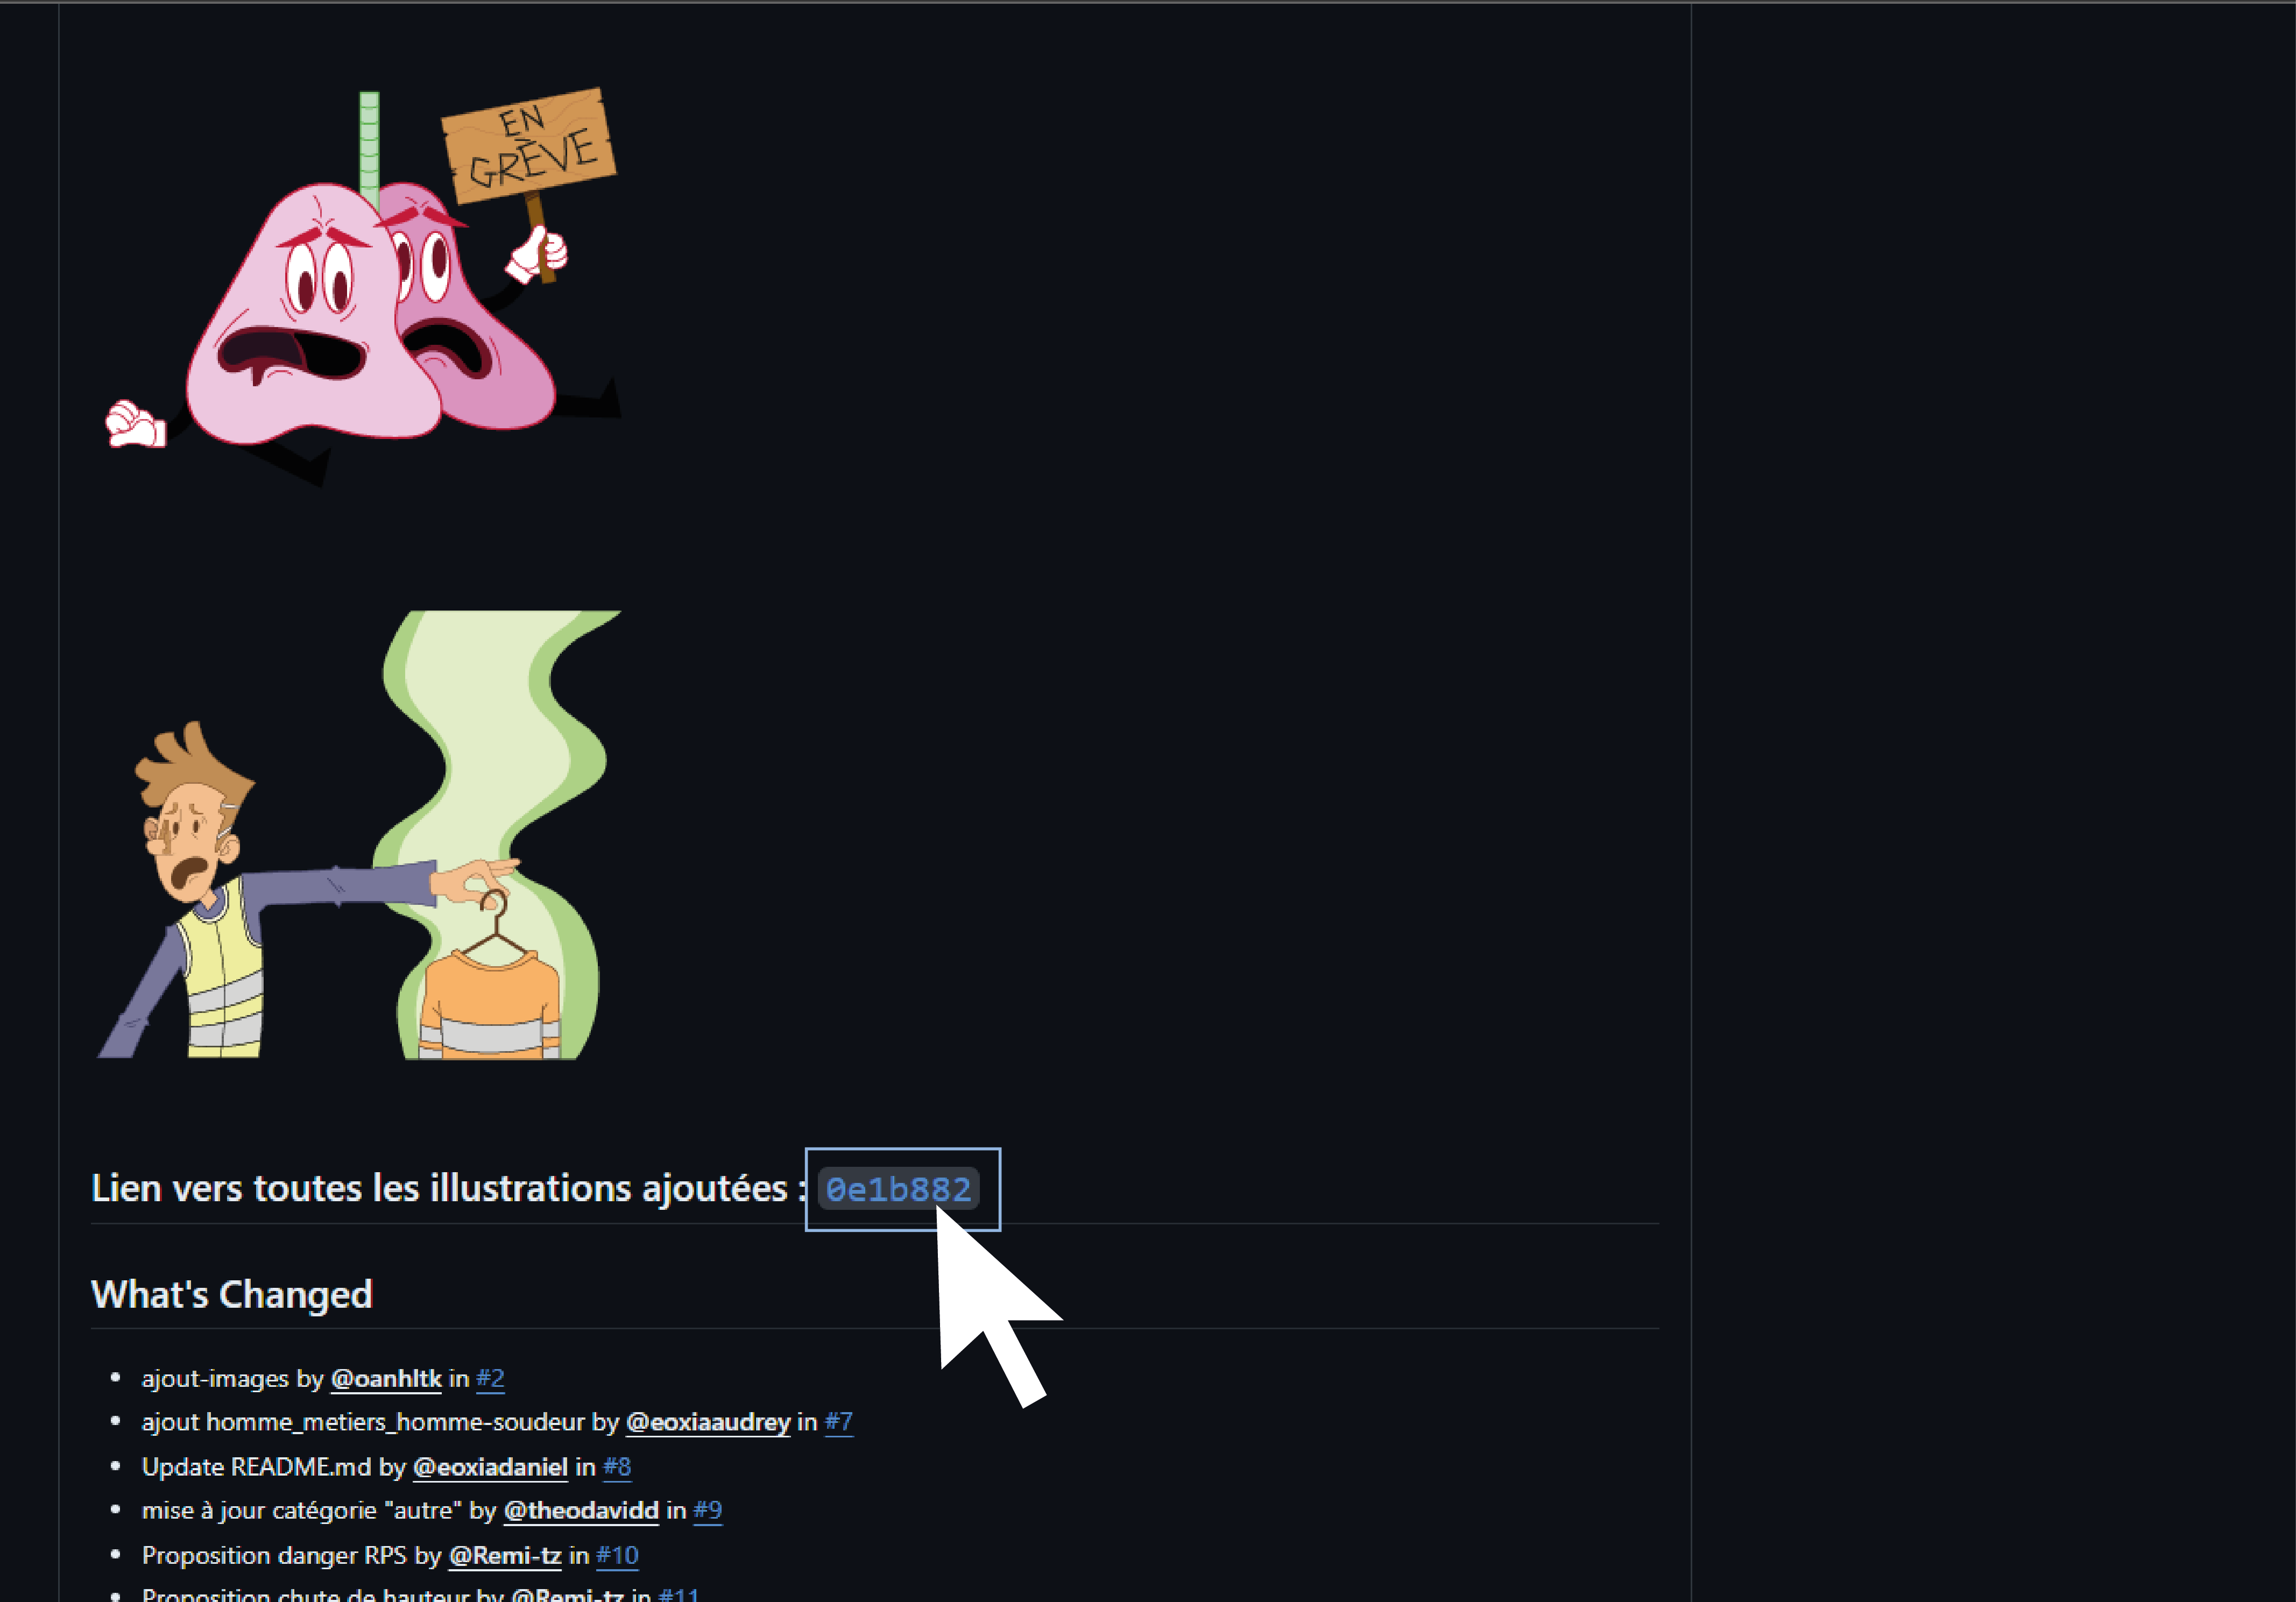 EN
GRÈVE
Lien vers toutes les illustrations ajoutées : 0e1b882
What's Changed
ajout-images by @oanhltk in #2
ajout homme_metiers_homme-soudeur by @eoxiaaudrey in #7
Update README.md by @eoxiadaniel in #8
mise à jour catégorie "autre" by @theodavidd in #9
Proposition danger RPS by @Remi-tz in #10
Proposition chute de hauteur by @Remi-tz in #11